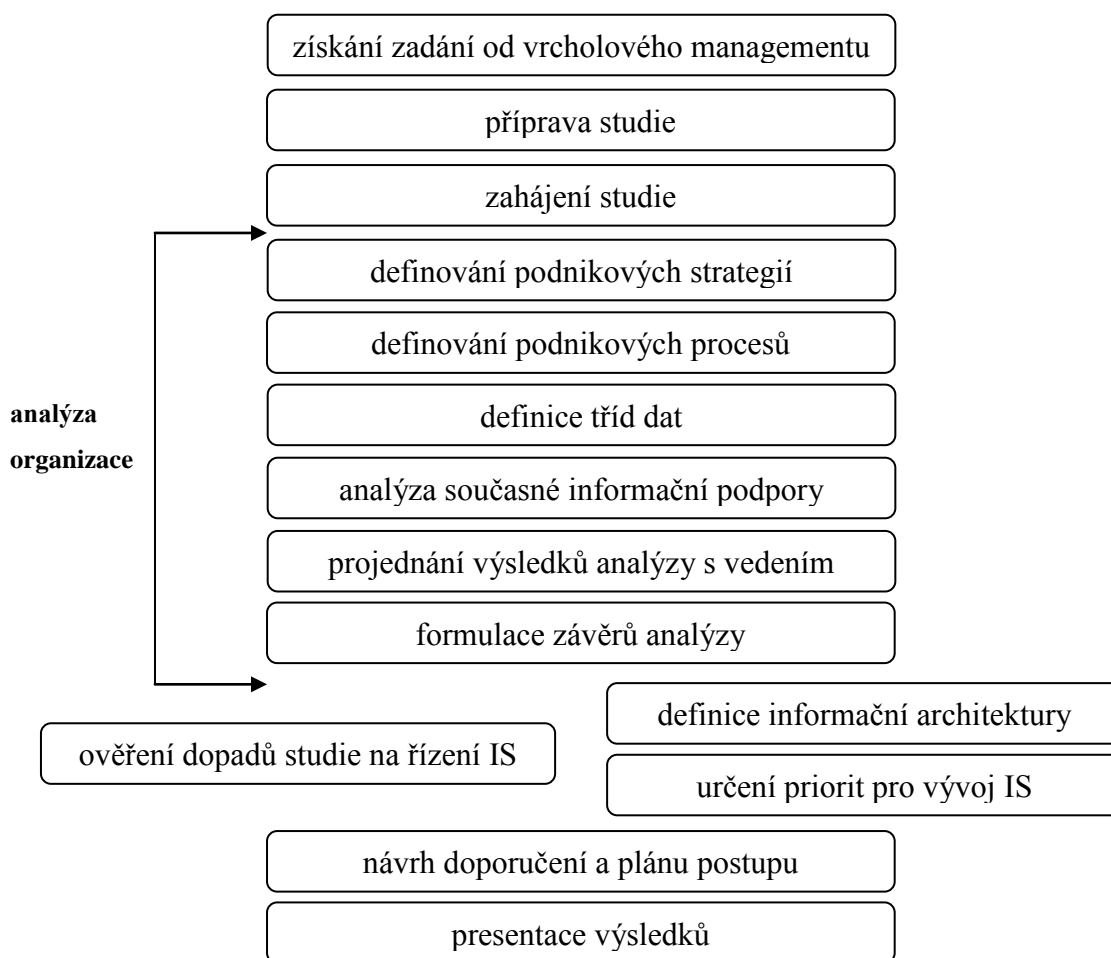 získání zadání od vrcholového managementu
příprava studie
zahájení studie
definování podnikových strategií
definování podnikových procesů
analýza
organizace
definice tříd dat
analýza současné informační podpory
projednání výsledků analýzy s vedením
formulace závěrů analýzy
definice informační architektury
ověření dopadů studie na řízení IS
určení priorit pro vývoj IS
návrh doporučení a plánu postupu
presentace výsledků